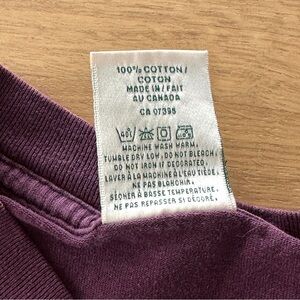 100% COTTON/
COTON
MADE IN/FAIT
AU CANADA
CA 07395
MACHINE WASH WARM,
TUMBLE DRY LOW, DO NOT BLEACH,
DO NOT IRON IF DECORATED.
LAVER À LA MACHINE À L'EAU TIÈDE.
NE PAS BLANCHIR.
SÉCHER À BASSE TEMPÉRATURE.
NE PAS REPASSER SI DÉCORÉ.